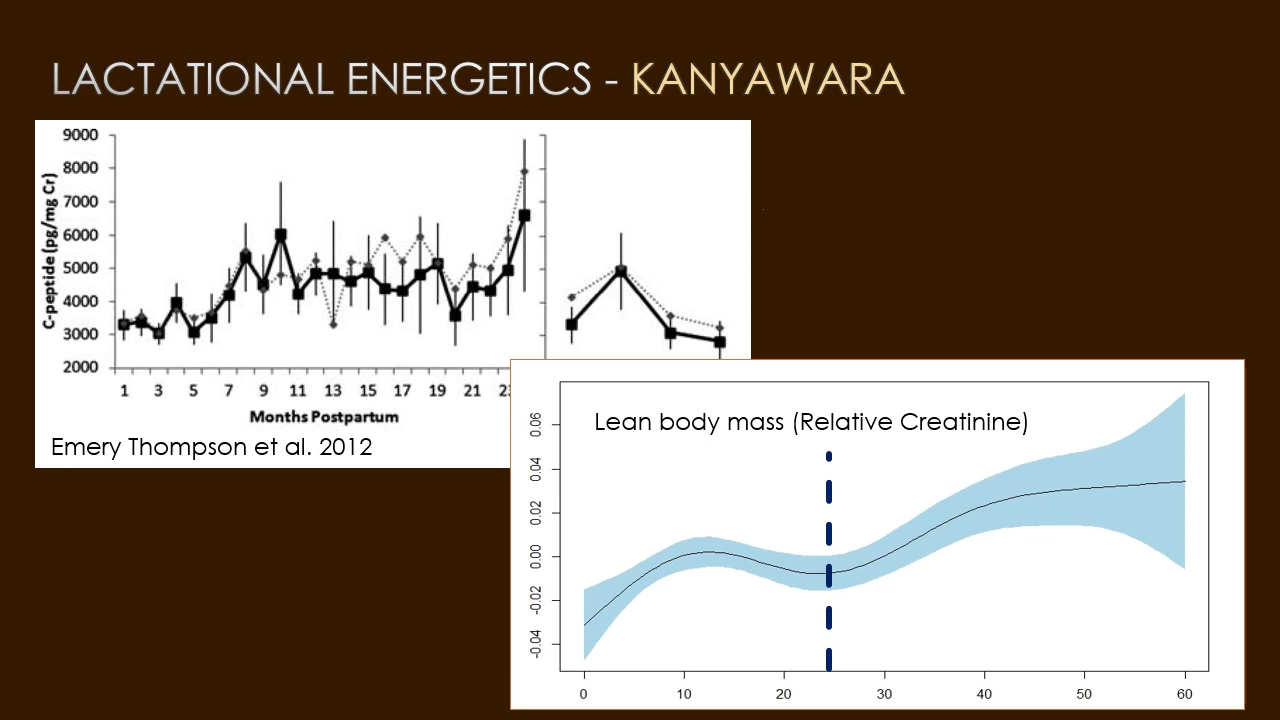 LACTATIONAL ENERGETICS - KANYAWARA
9000
8000
7000
6000
5000
4000
3000
2000
C-peptide (pg/mg Cr)
1 3 5 7 9 11 13 15 17 19 21
Months Postpartum
Emery Thompson et al. 2012
Lean body mass (Relative Creatinine)
0.06
0.04
0.02
0.00
-0.02
-0.04
0 10 20 30 40 50 60